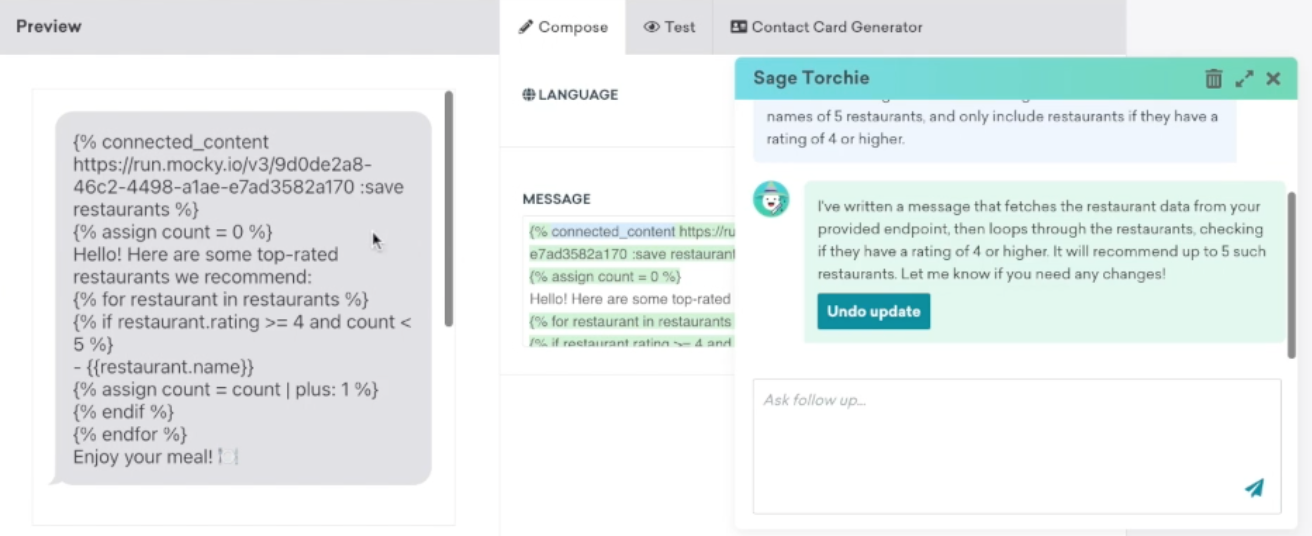 Preview
Compose
Test
Contact Card Generator
{% connected_content
https://run.mocky.io/v3/9d0de2a8-
46c2-4498-a1ae-e7ad3582a170 :save
restaurants %}
{% assign count = 0 %}
Hello! Here are some top-rated
restaurants we recommend:
{% for restaurant in restaurants %}
{% if restaurant.rating >= 4 and count <
5 %}
- {{restaurant.name}}
{% assign count = count | plus: 1 %}
{% endif %}
{% endfor %}
Enjoy your meal! 🍽️
LANGUAGE
MESSAGE
{% connected_content https://ru
e7ad3582a170 :save restaurant
{% assign count = 0 %}
Hello! Here are some top-rated
{% for restaurant in restaurants
{% if restaurant.rating >= 4 and
Sage Torchie
names of 5 restaurants, and only include restaurants if they have a
rating of 4 or higher.
I've written a message that fetches the restaurant data from your
provided endpoint, then loops through the restaurants, checking
if they have a rating of 4 or higher. It will recommend up to 5 such
restaurants. Let me know if you need any changes!
Undo update
Ask follow up...